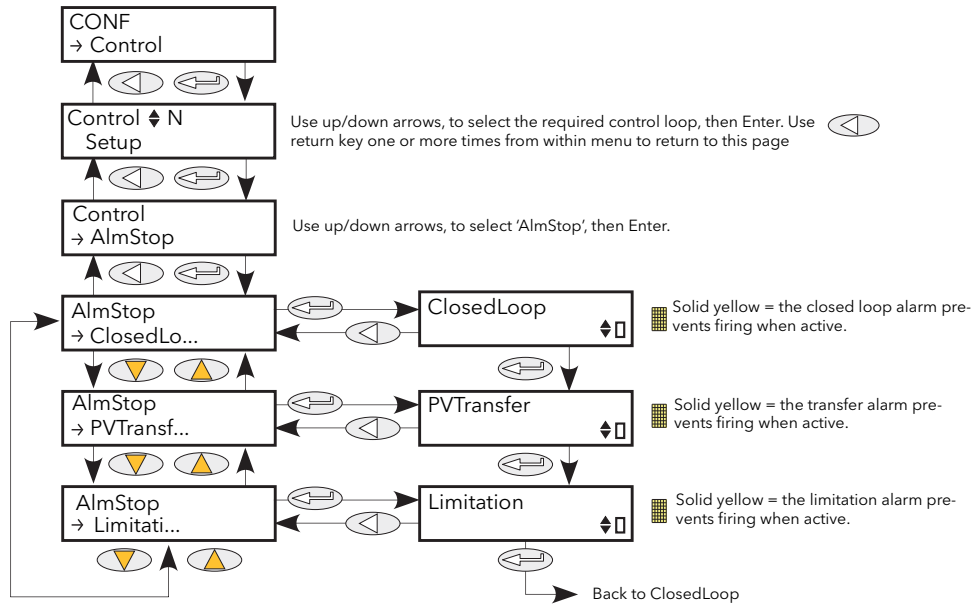 CONF
→ Control
Control N
Setup
Use up/down arrows, to select the required control loop, then Enter. Use
return key one or more times from within menu to return to this page
Control
→ AlmStop
Use up/down arrows, to select ‘AlmStop’, then Enter.
AlmStop
→ ClosedLo...
ClosedLoop
Solid yellow = the closed loop alarm pre-
vents firing when active.
AlmStop
→ PVTransf...
PVTransfer
Solid yellow = the transfer alarm pre-
vents firing when active.
AlmStop
→ Limitati...
Limitation
Solid yellow = the limitation alarm pre-
vents firing when active.
Back to ClosedLoop